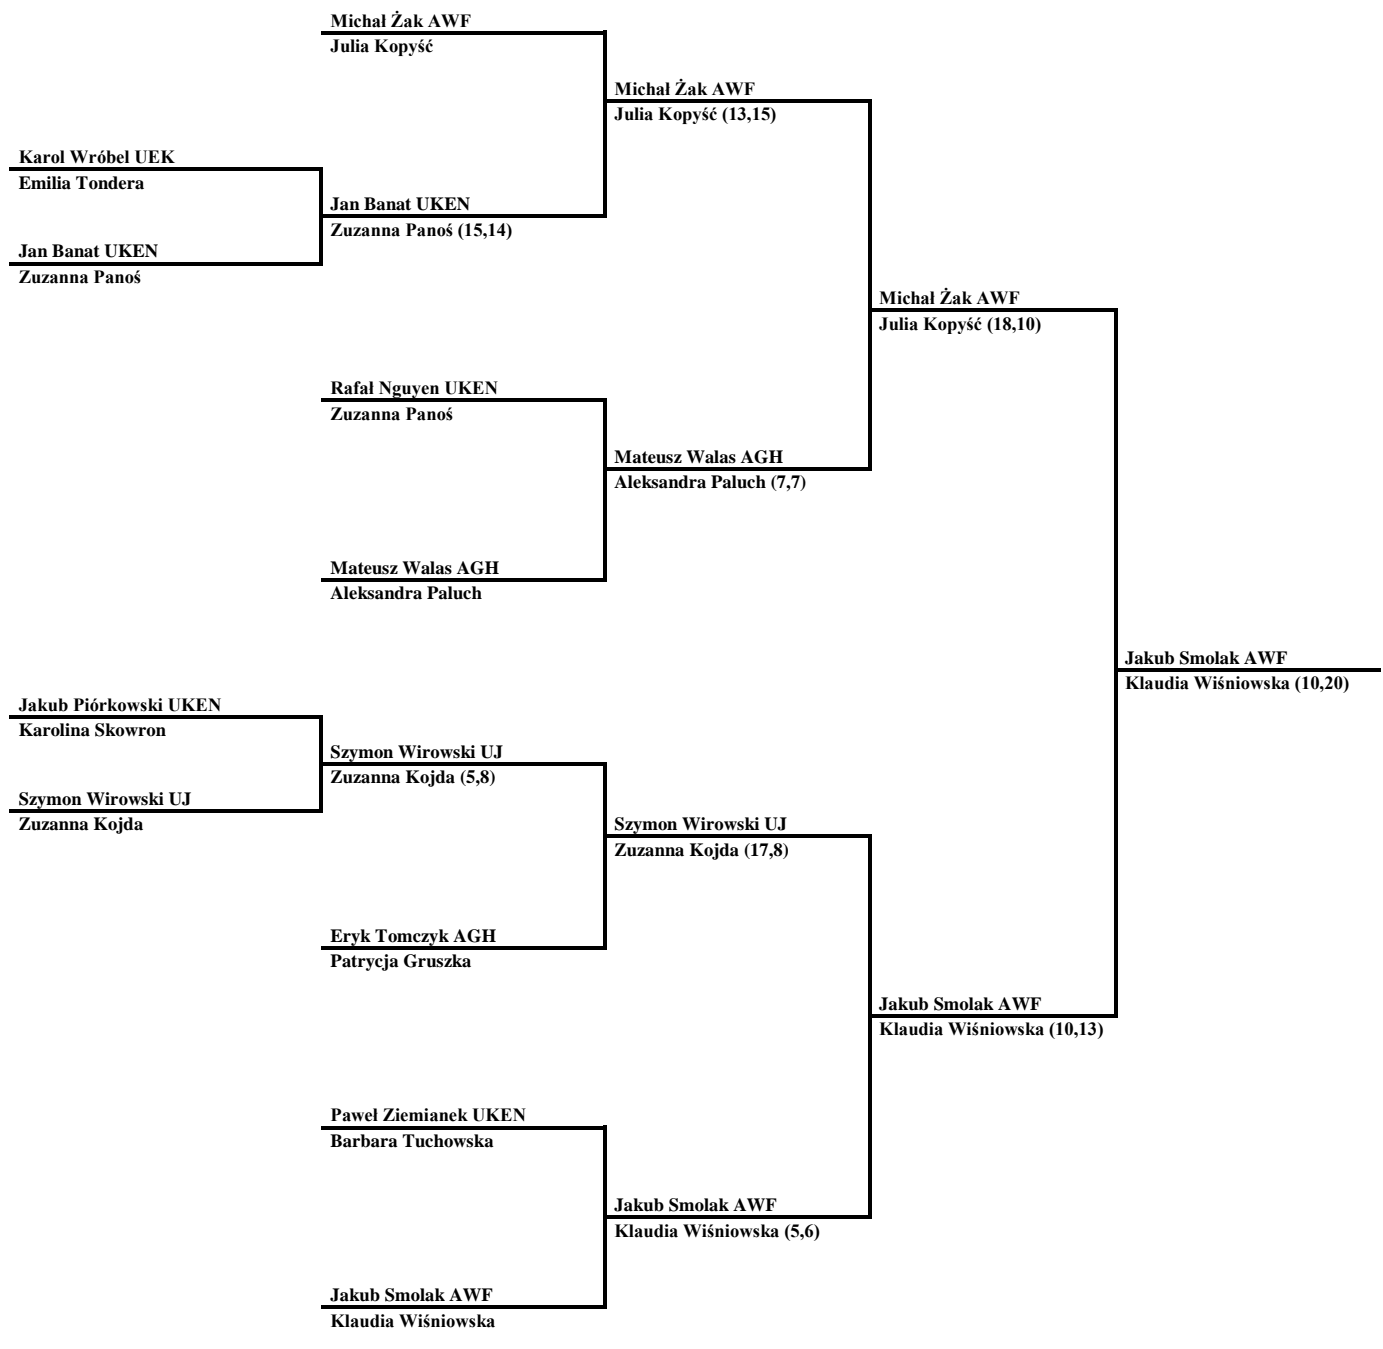 Michał Żak AWF
Julia Kopyść
Michał Żak AWF
Julia Kopyść (13,15)
Karol Wróbel UEK
Emilia Tondera
Jan Banat UKEN
Zuzanna Panoś (15,14)
Jan Banat UKEN
Zuzanna Panoś
Michał Żak AWF
Julia Kopyść (18,10)
Rafał Nguyen UKEN
Zuzanna Panoś
Mateusz Walas AGH
Aleksandra Paluch (7,7)
Mateusz Walas AGH
Aleksandra Paluch
Jakub Smolak AWF
Klaudia Wiśniowska (10,20)
Jakub Piórkowski UKEN
Karolina Skowron
Szymon Wirowski UJ
Zuzanna Kojda (5,8)
Szymon Wirowski UJ
Zuzanna Kojda
Szymon Wirowski UJ
Zuzanna Kojda (17,8)
Eryk Tomczyk AGH
Patrycja Gruszka
Jakub Smolak AWF
Klaudia Wiśniowska (10,13)
Paweł Ziemianek UKEN
Barbara Tuchowska
Jakub Smolak AWF
Klaudia Wiśniowska (5,6)
Jakub Smolak AWF
Klaudia Wiśniowska